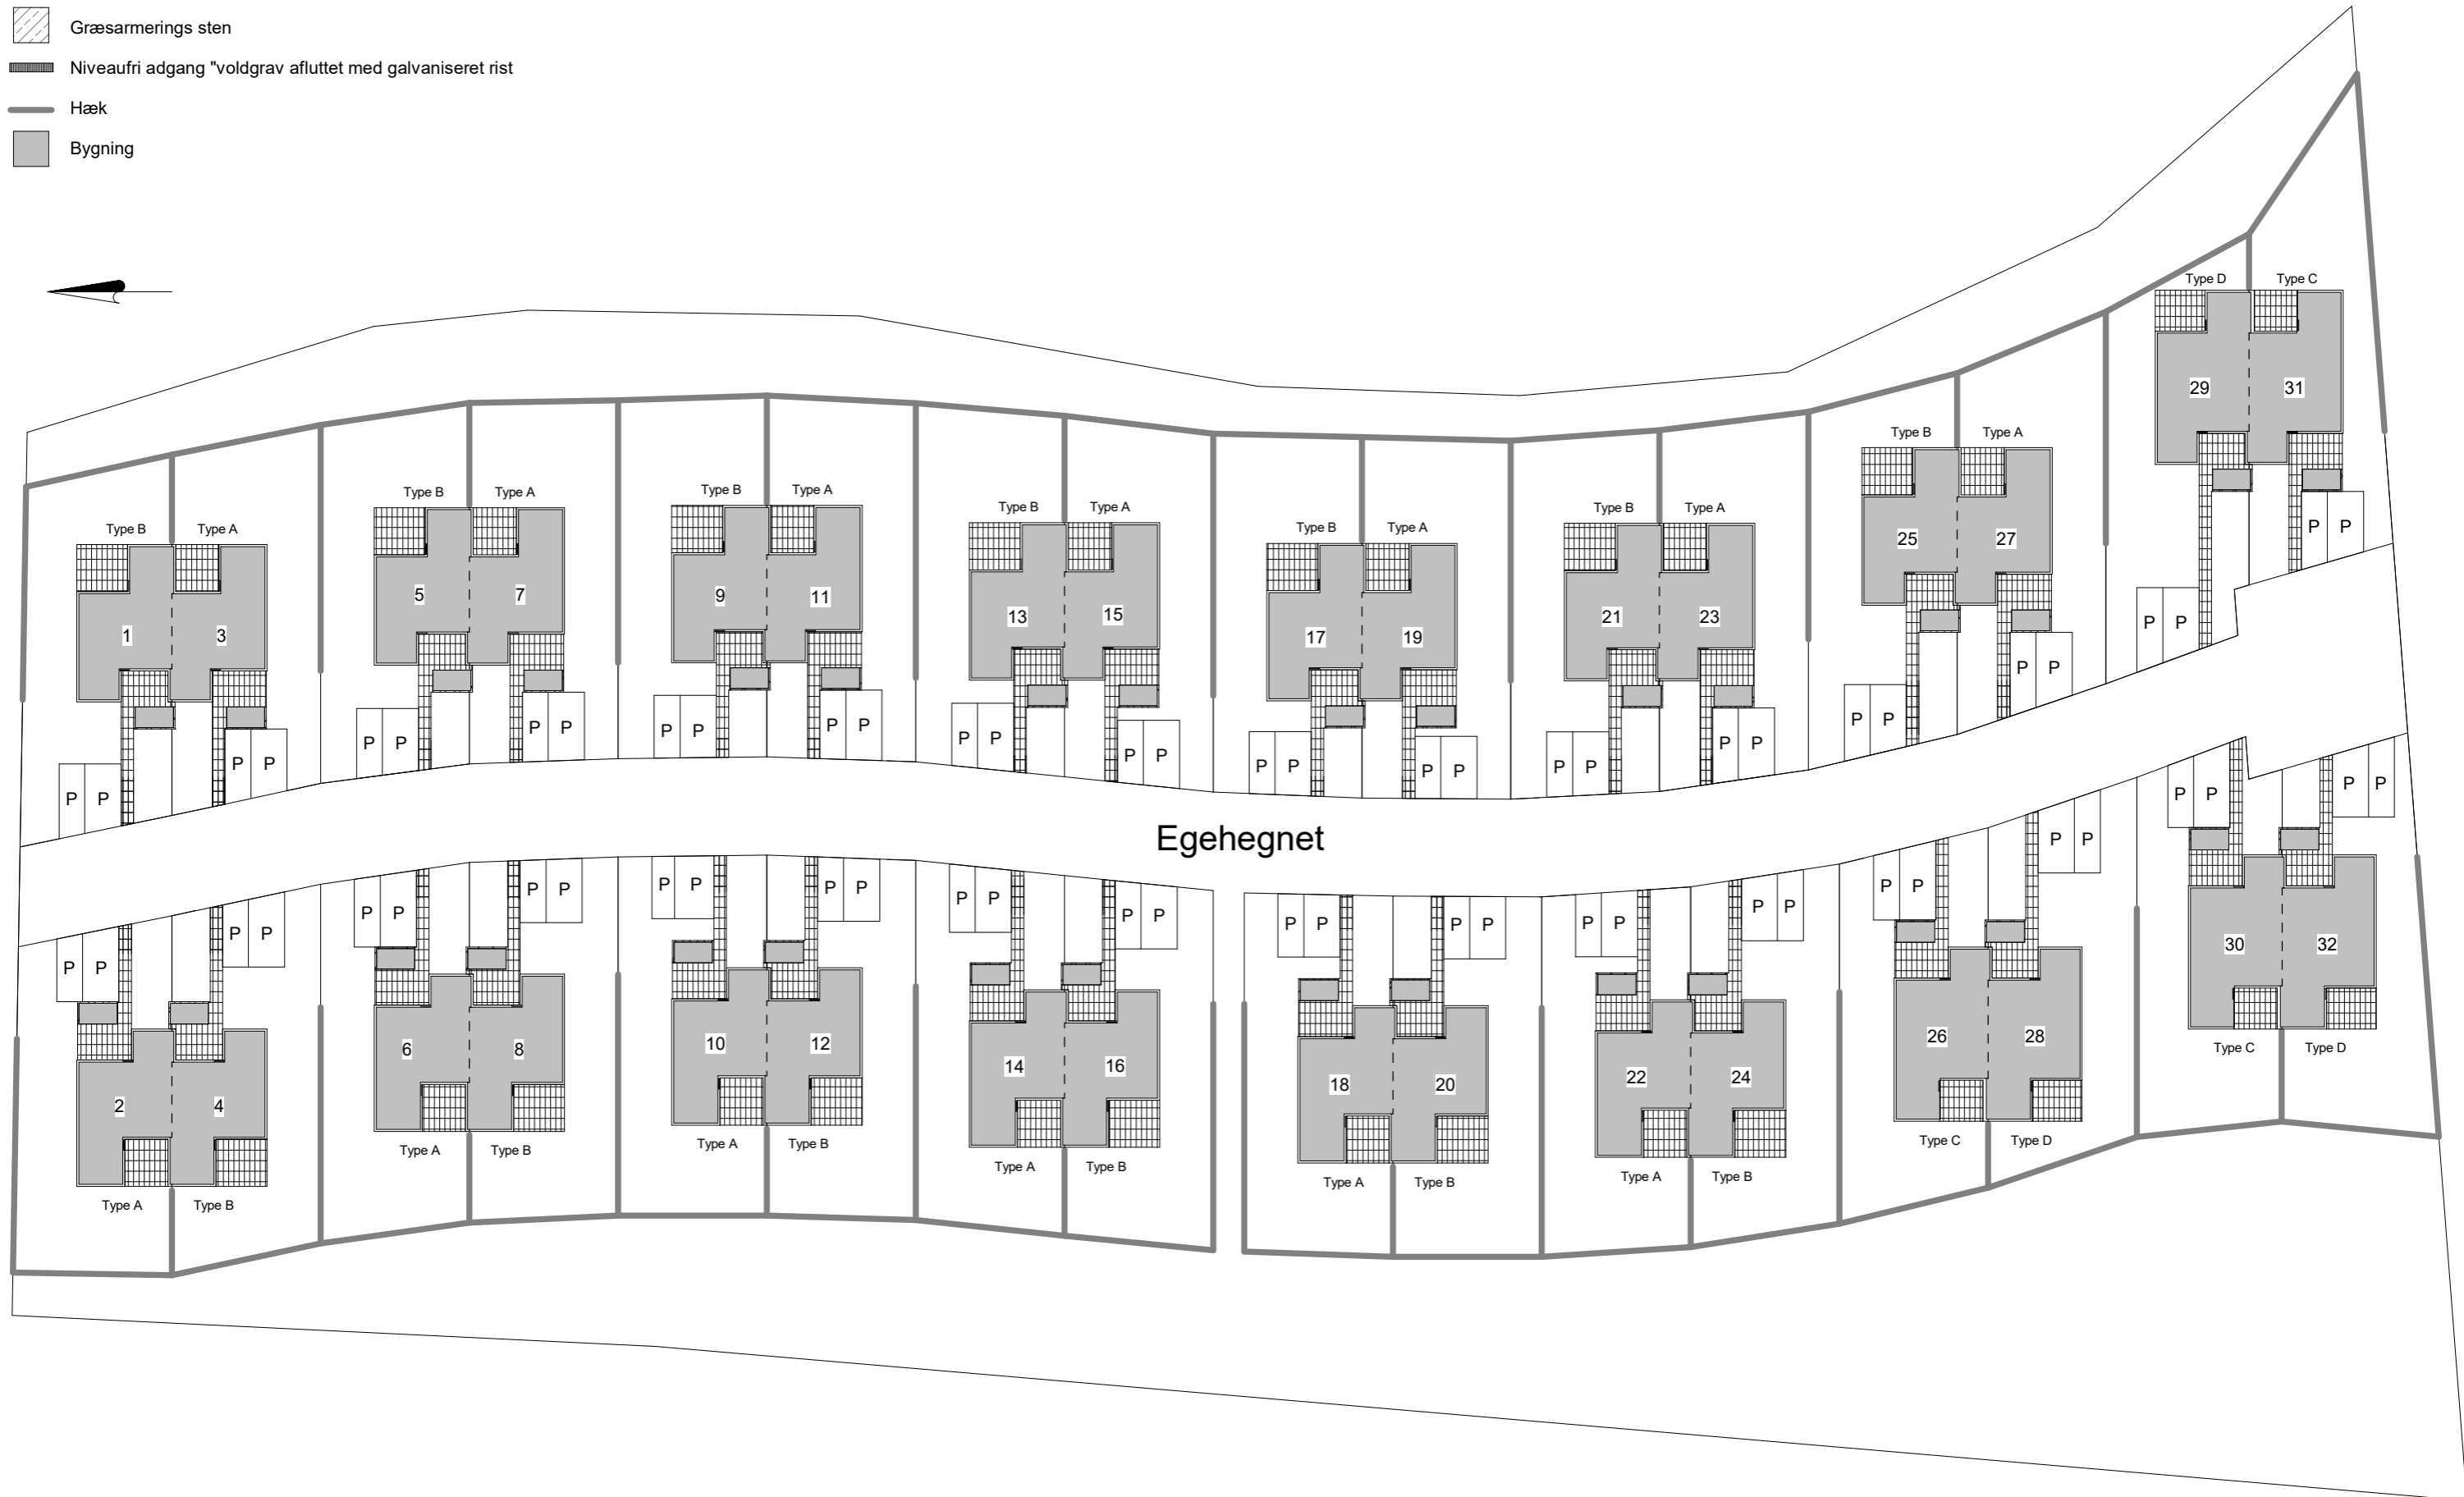 Græsarmerings sten
Niveaufri adgang "voldgrav afluttet med galvaniseret rist
Hæk
Bygning
Type D Type C
29 31
P P
P P
Type B Type A
25 27
P P
P P
Type B Type A
5 7
P P
P P
Type B Type A
9 11
P P
P P
Type B Type A
13 15
P P
P P
Type B Type A
21 23
P P
P P
Type B Type A
1 3
P P
P P
Type B Type A
17 19
P P
P P
Egehegnet
P P
P P
2 4
Type A Type B
P P
P P
6 8
Type A Type B
P P
P P
10 12
Type A Type B
P P
P P
14 16
Type A Type B
P P
P P
18 20
Type A Type B
P P
P P
22 24
Type A Type B
P P
P P
26 28
Type C Type D
P P
P P
30 32
Type C Type D